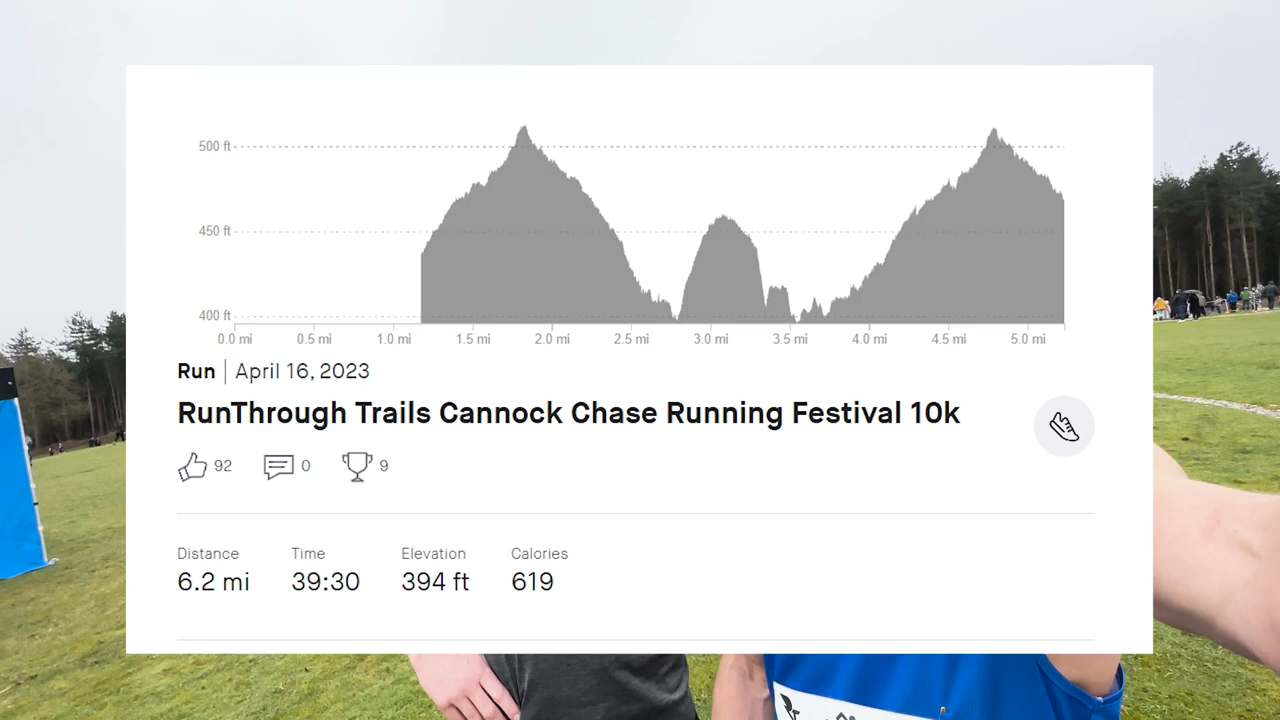 500 ft
450 ft
400 ft
0.0 mi 0.5 mi 1.0 mi 1.5 mi 2.0 mi 2.5 mi 3.0 mi 3.5 mi 4.0 mi 4.5 mi 5.0 mi
Run | April 16, 2023
RunThrough Trails Cannock Chase Running Festival 10k
92 0 9
Distance Time Elevation Calories
6.2 mi 39:30 394 ft 619